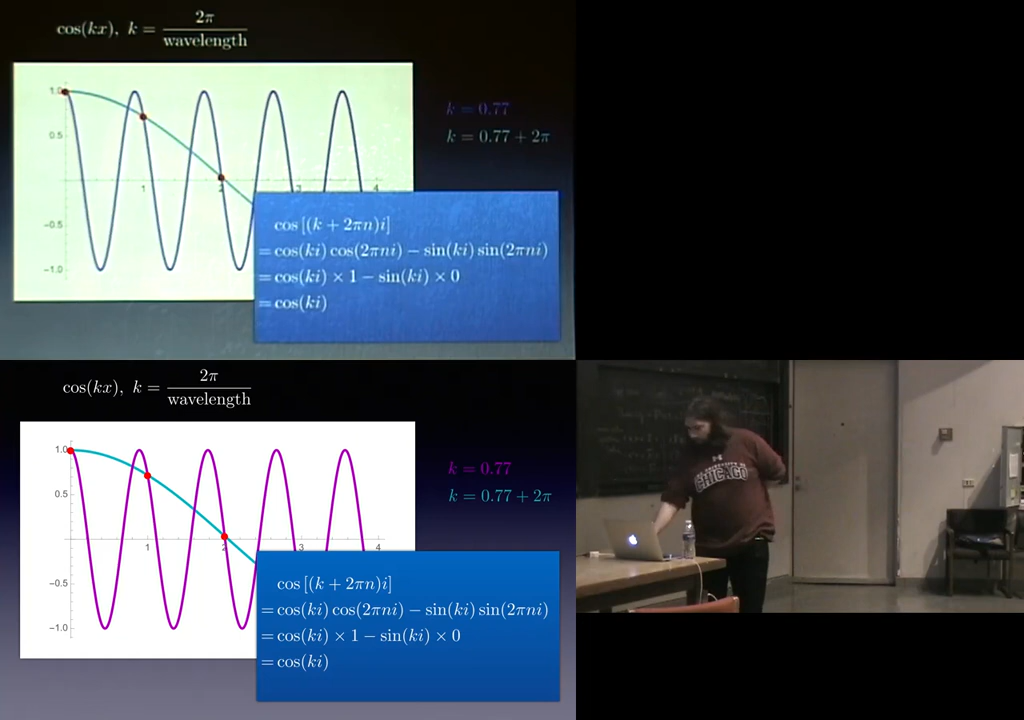 cos(kx), k = 2π / wavelength
1.0
0.5
−0.5
−1.0
1 2 3 4
k = 0.77
k = 0.77 + 2π
cos [(k + 2πn)i]
= cos(ki) cos(2πni) − sin(ki) sin(2πni)
= cos(ki) × 1 − sin(ki) × 0
= cos(ki)
cos(kx), k = 2π / wavelength
1.0
0.5
−0.5
−1.0
1 2 3 4
k = 0.77
k = 0.77 + 2π
cos [(k + 2πn)i]
= cos(ki) cos(2πni) − sin(ki) sin(2πni)
= cos(ki) × 1 − sin(ki) × 0
= cos(ki)
CHICAGO